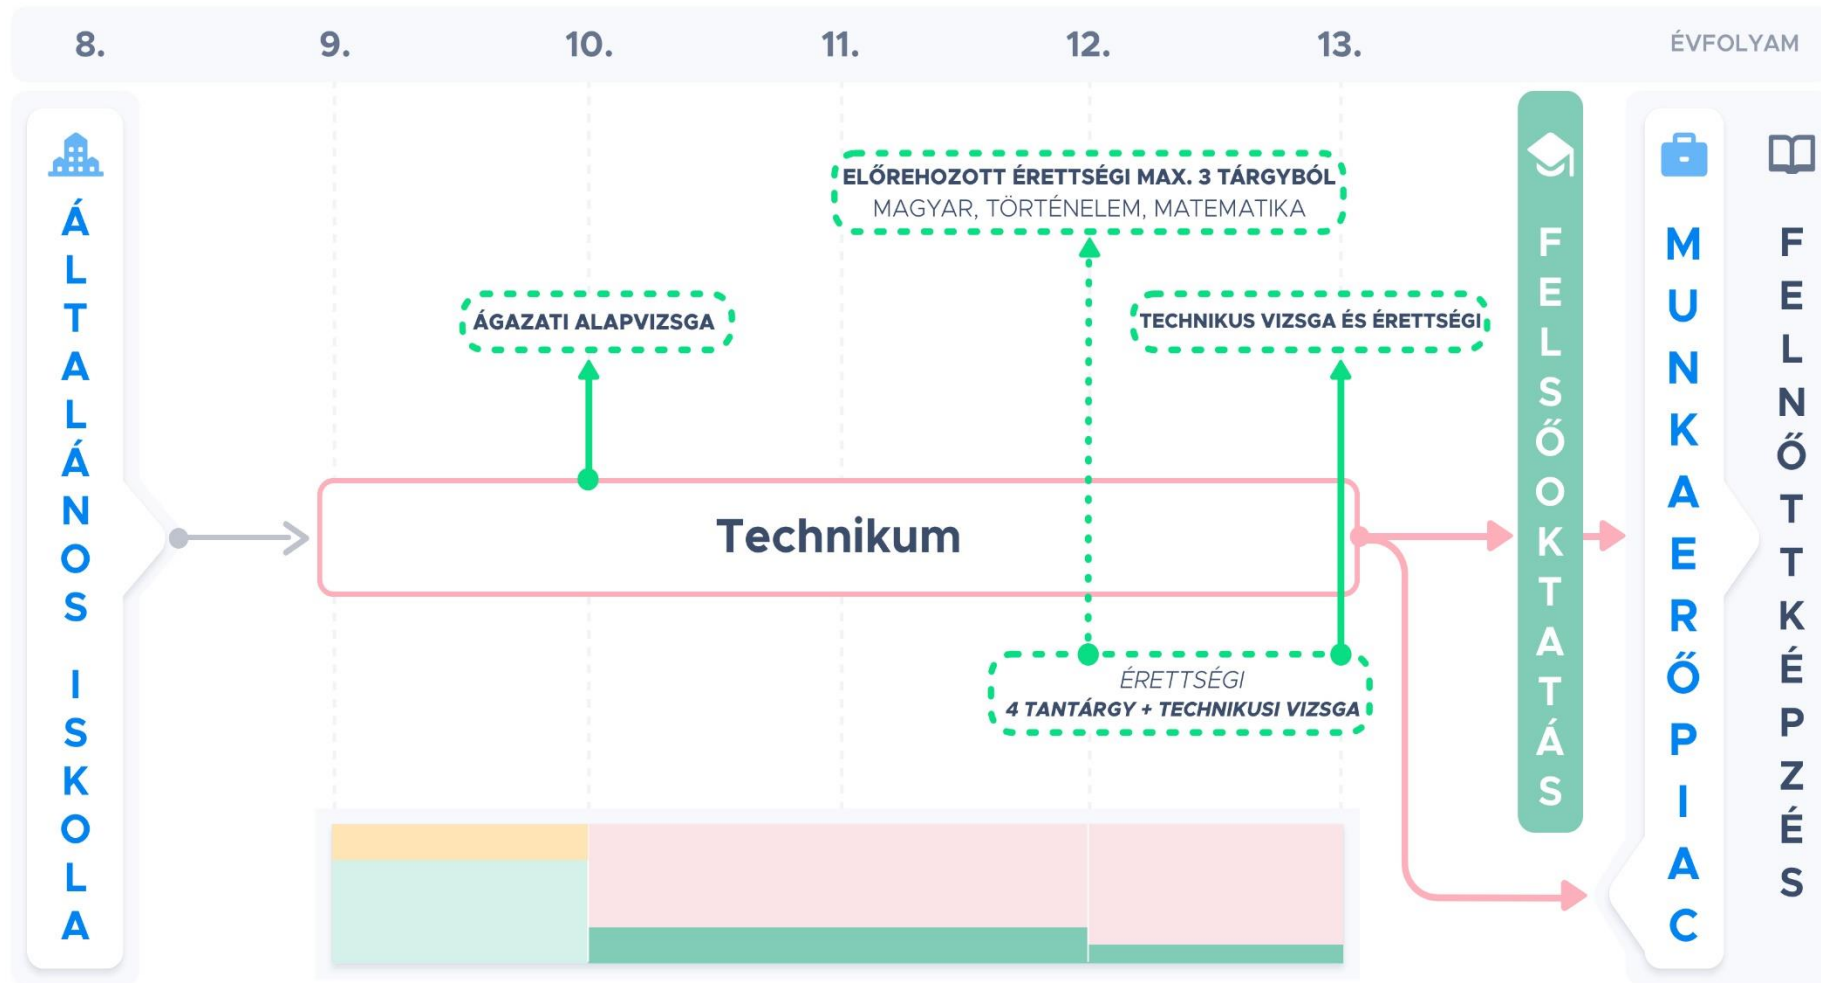 8. 9. 10. 11. 12. 13. ÉVFOLYAM
ÁLTALÁNOS ISKOLA
ELŐREHOZOTT ÉRETTSÉGI MAX. 3 TÁRGYBÓL
MAGYAR, TÖRTÉNELEM, MATEMATIKA
ÁGAZATI ALAPVIZSGA
TECHNIKUS VIZSGA ÉS ÉRETTSÉGI
Technikum
ÉRETTSÉGI
4 TANTÁRGY + TECHNIKUSI VIZSGA
FELSŐOKTATÁS
MUNKAERŐPIAC
FELNŐTTKÉPZÉS